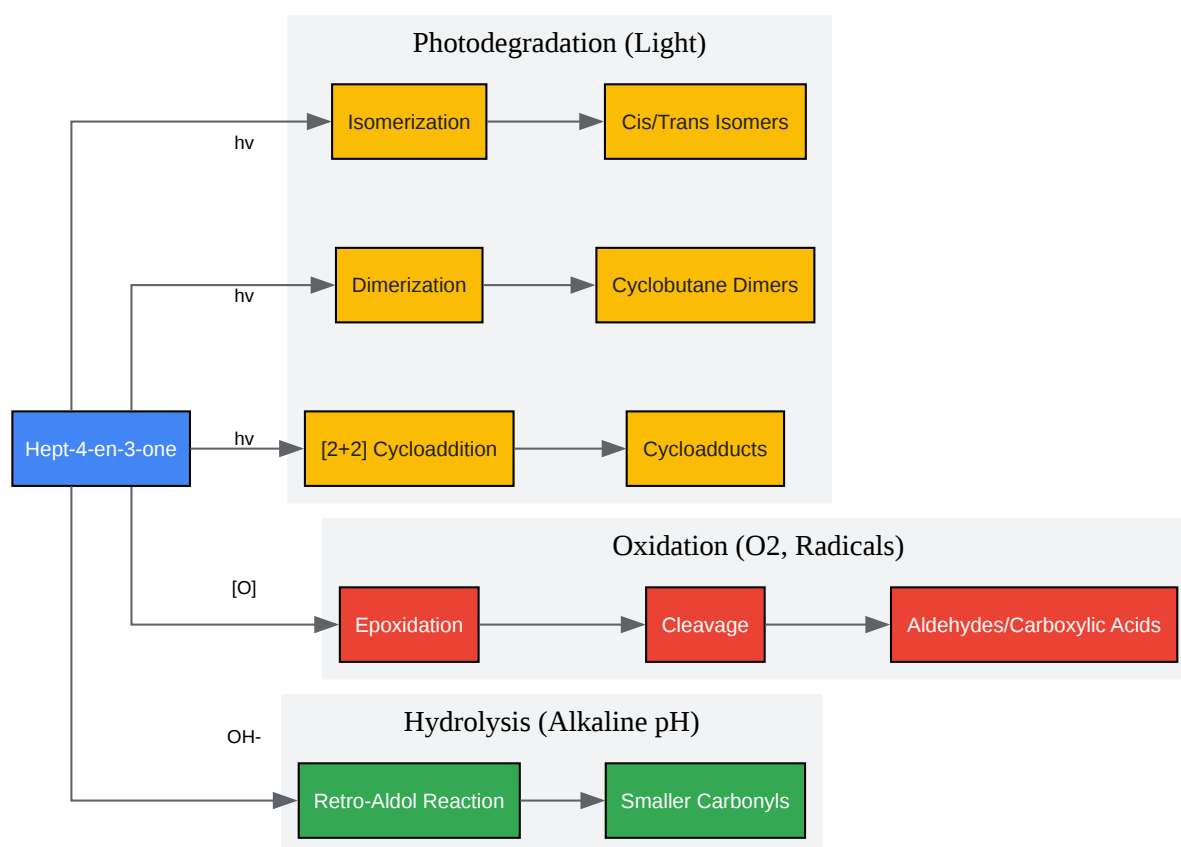 Photodegradation (Light)
Isomerization
Cis/Trans Isomers
hv
Dimerization
Cyclobutane Dimers
hv
Hept-4-en-3-one
hv
[2+2] Cycloaddition
Cycloadducts
Oxidation (O2, Radicals)
[O]
Epoxidation
Cleavage
Aldehydes/Carboxylic Acids
Hydrolysis (Alkaline pH)
OH-
Retro-Aldol Reaction
Smaller Carbonyls